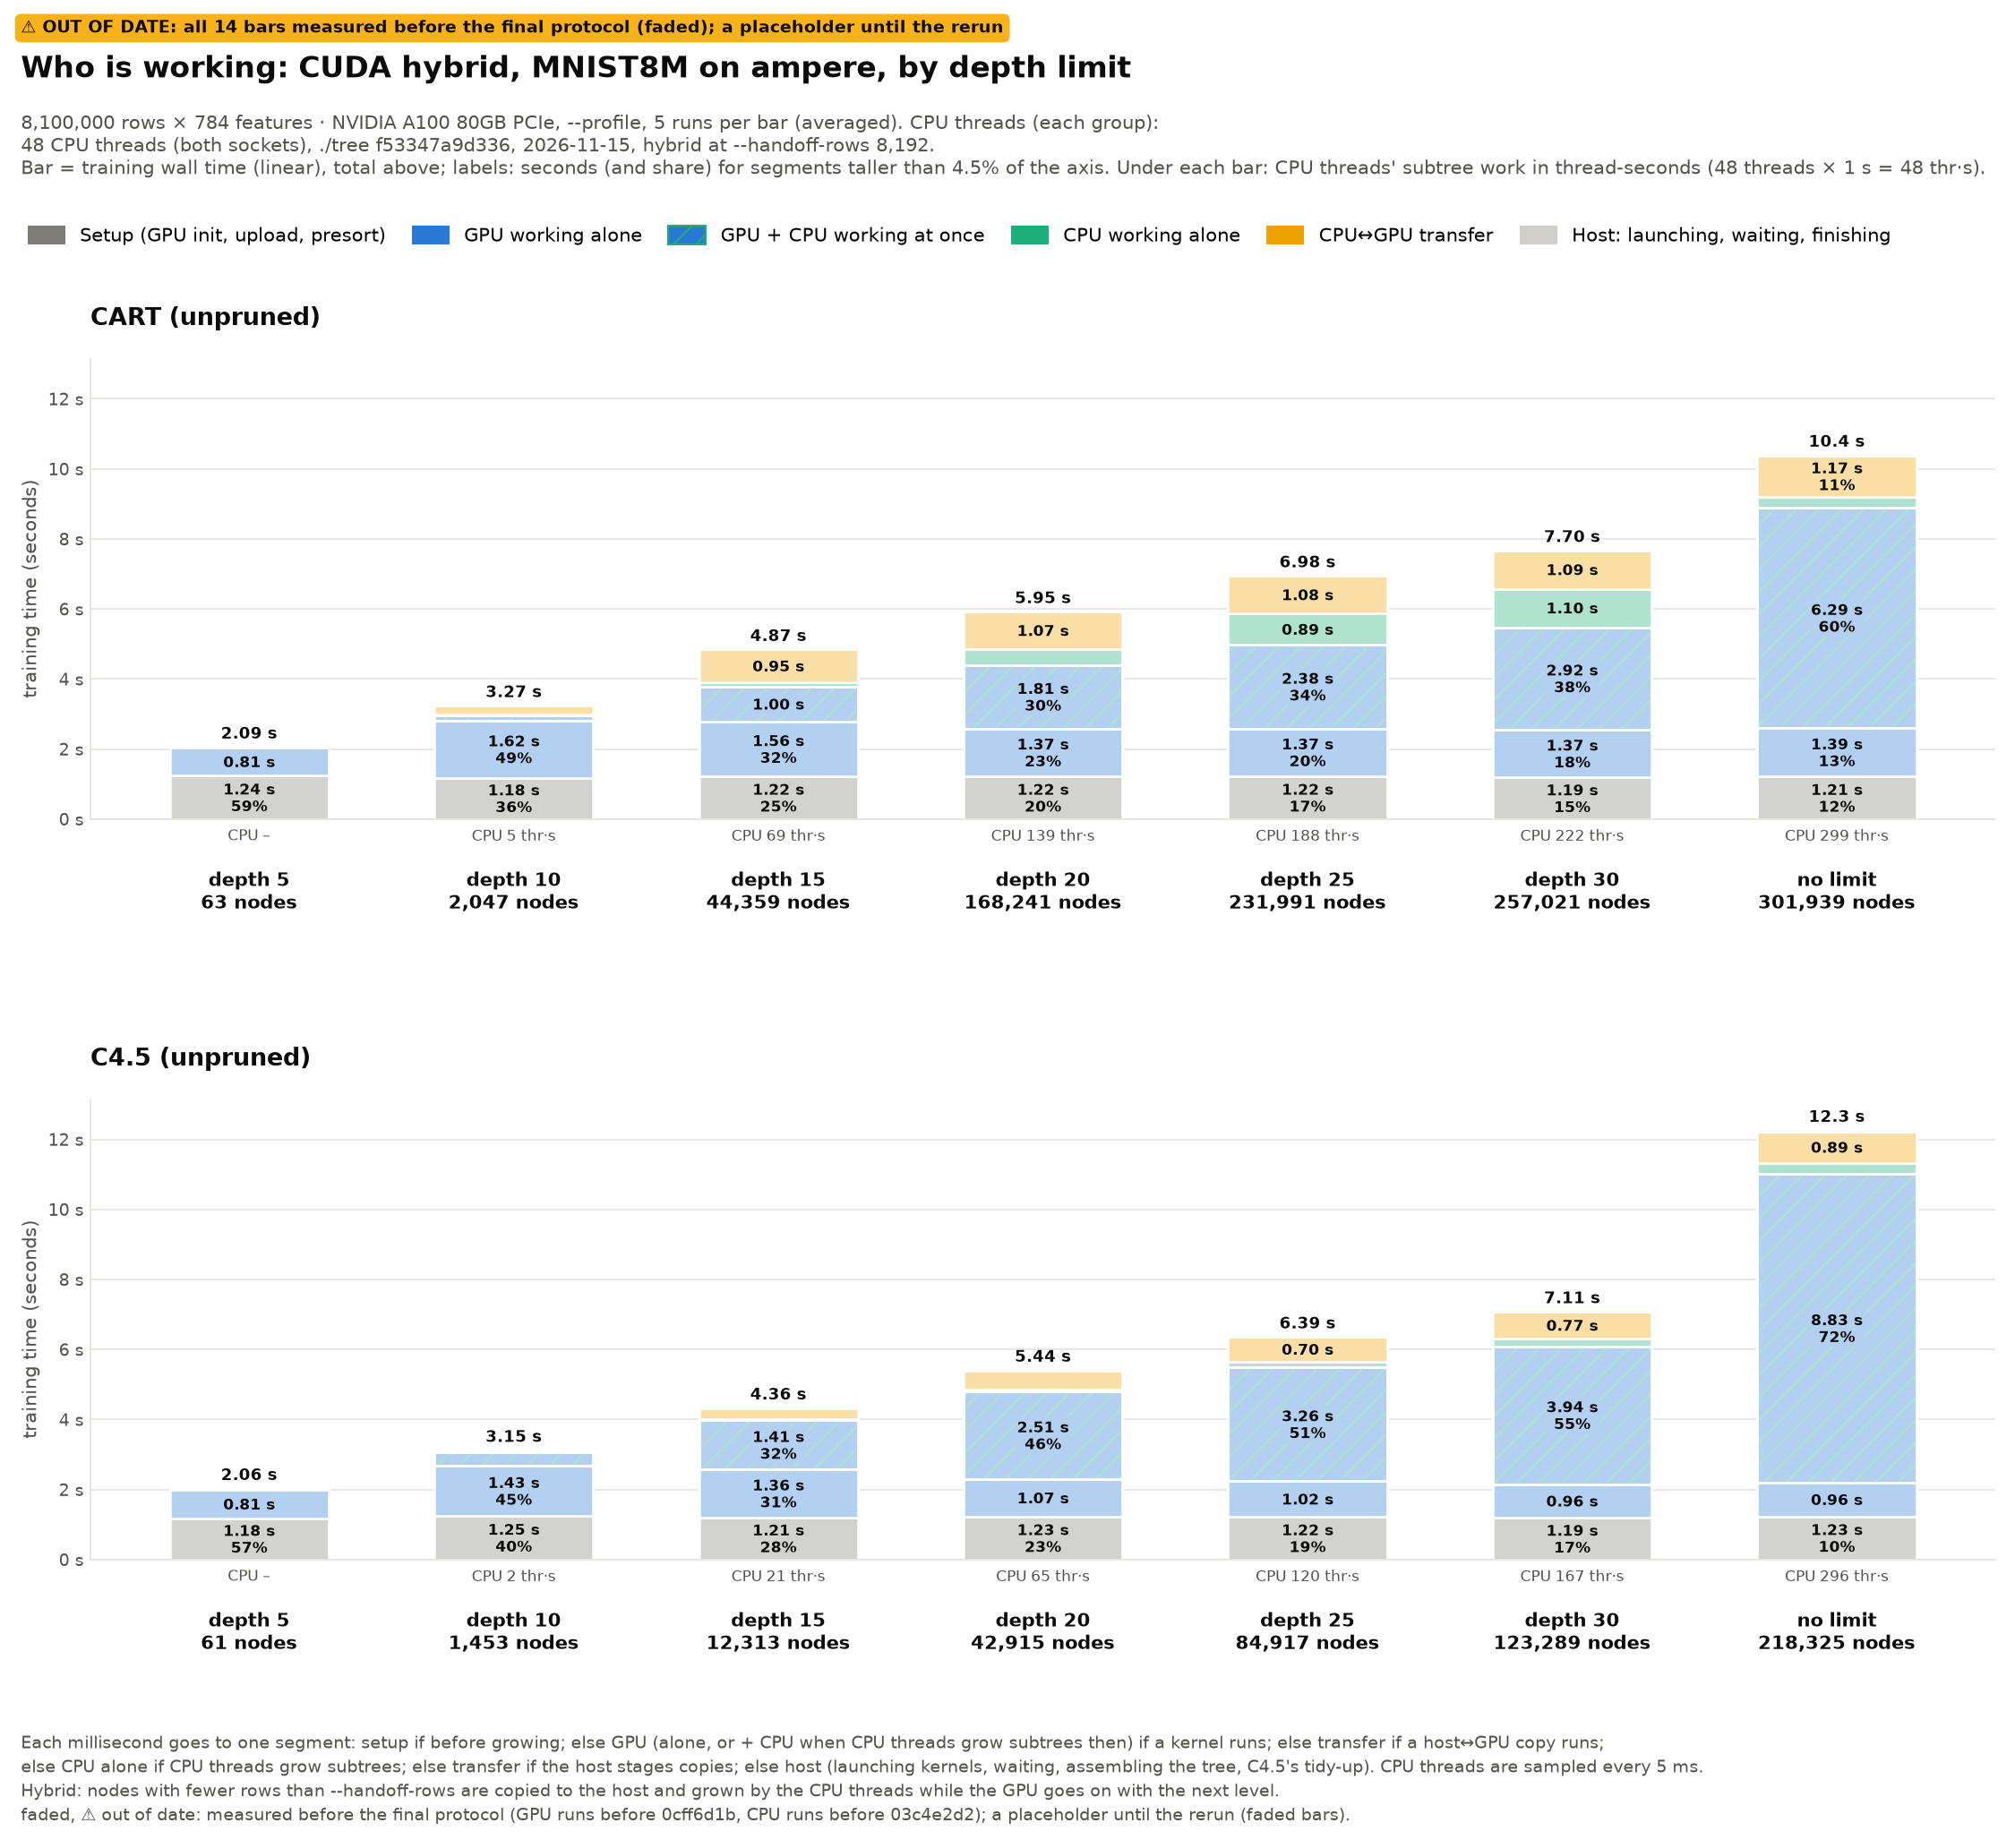 ⚠ OUT OF DATE: all 14 bars measured before the final protocol (faded); a placeholder until the rerun
Who is working: CUDA hybrid, MNIST8M on ampere, by depth limit
8,100,000 rows × 784 features · NVIDIA A100 80GB PCIe, --profile, 5 runs per bar (averaged). CPU threads (each group):
48 CPU threads (both sockets), ./tree f53347a9d336, 2026-11-15, hybrid at --handoff-rows 8,192.
Bar = training wall time (linear), total above; labels: seconds (and share) for segments taller than 4.5% of the axis. Under each bar: CPU threads' subtree work in thread-seconds (48 threads × 1 s = 48 thr·s).
Setup (GPU init, upload, presort) GPU working alone GPU + CPU working at once CPU working alone CPU↔GPU transfer Host: launching, waiting, finishing
CART (unpruned)
training time (seconds)
12 s
10 s
8 s
6 s
4 s
2 s
0 s
2.09 s
0.81 s
1.24 s
59%
3.27 s
1.62 s
49%
1.18 s
36%
4.87 s
0.95 s
1.00 s
1.56 s
32%
1.22 s
25%
5.95 s
1.07 s
1.81 s
30%
1.37 s
23%
1.22 s
20%
6.98 s
1.08 s
0.89 s
2.38 s
34%
1.37 s
20%
1.22 s
17%
7.70 s
1.09 s
1.10 s
2.92 s
38%
1.37 s
18%
1.19 s
15%
10.4 s
1.17 s
11%
6.29 s
60%
1.39 s
13%
1.21 s
12%
CPU – CPU 5 thr·s CPU 69 thr·s CPU 139 thr·s CPU 188 thr·s CPU 222 thr·s CPU 299 thr·s
depth 5 depth 10 depth 15 depth 20 depth 25 depth 30 no limit
63 nodes 2,047 nodes 44,359 nodes 168,241 nodes 231,991 nodes 257,021 nodes 301,939 nodes
C4.5 (unpruned)
training time (seconds)
12 s
10 s
8 s
6 s
4 s
2 s
0 s
2.06 s
0.81 s
1.18 s
57%
3.15 s
1.43 s
45%
1.25 s
40%
4.36 s
1.41 s
32%
1.36 s
31%
1.21 s
28%
5.44 s
2.51 s
46%
1.07 s
1.23 s
23%
6.39 s
0.70 s
3.26 s
51%
1.02 s
1.22 s
19%
7.11 s
0.77 s
3.94 s
55%
0.96 s
1.19 s
17%
12.3 s
0.89 s
8.83 s
72%
0.96 s
1.23 s
10%
CPU – CPU 2 thr·s CPU 21 thr·s CPU 65 thr·s CPU 120 thr·s CPU 167 thr·s CPU 296 thr·s
depth 5 depth 10 depth 15 depth 20 depth 25 depth 30 no limit
61 nodes 1,453 nodes 12,313 nodes 42,915 nodes 84,917 nodes 123,289 nodes 218,325 nodes
Each millisecond goes to one segment: setup if before growing; else GPU (alone, or + CPU when CPU threads grow subtrees then) if a kernel runs; else transfer if a host↔GPU copy runs;
else CPU alone if CPU threads grow subtrees; else transfer if the host stages copies; else host (launching kernels, waiting, assembling the tree, C4.5's tidy-up). CPU threads are sampled every 5 ms.
Hybrid: nodes with fewer rows than --handoff-rows are copied to the host and grown by the CPU threads while the GPU goes on with the next level.
faded, ⚠ out of date: measured before the final protocol (GPU runs before 0cff6d1b, CPU runs before 03c4e2d2); a placeholder until the rerun (faded bars).